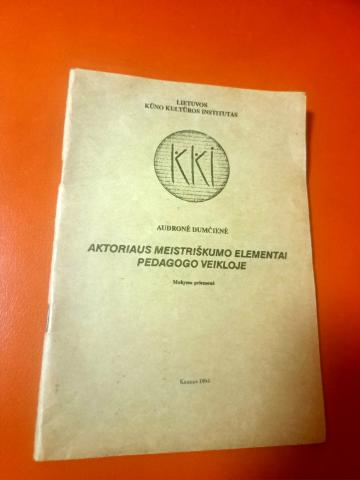 LIETUVOS
KŪNO KULTŪROS INSTITUTAS
KKI
AUDRONĖ DUMČIENĖ
AKTORIAUS MEISTRIŠKUMO ELEMENTAI
PEDAGOGO VEIKLOJE
Mokymo priemonė
Kaunas